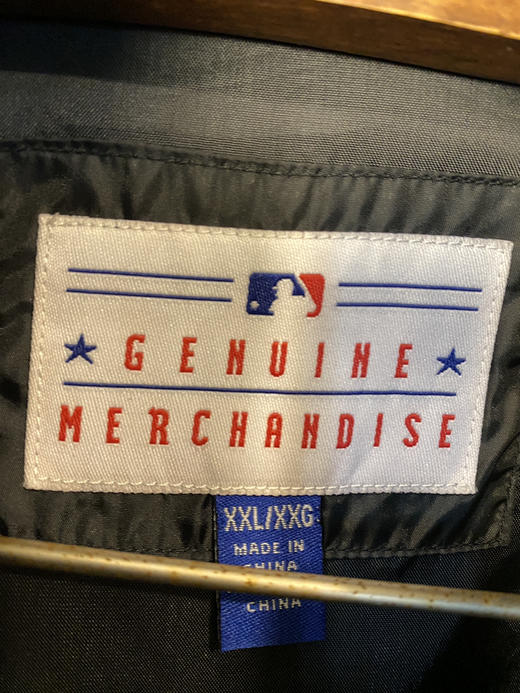 GENUINE
MERCHANDISE
XXL/XXG
MADE IN
CHINA
CHINA